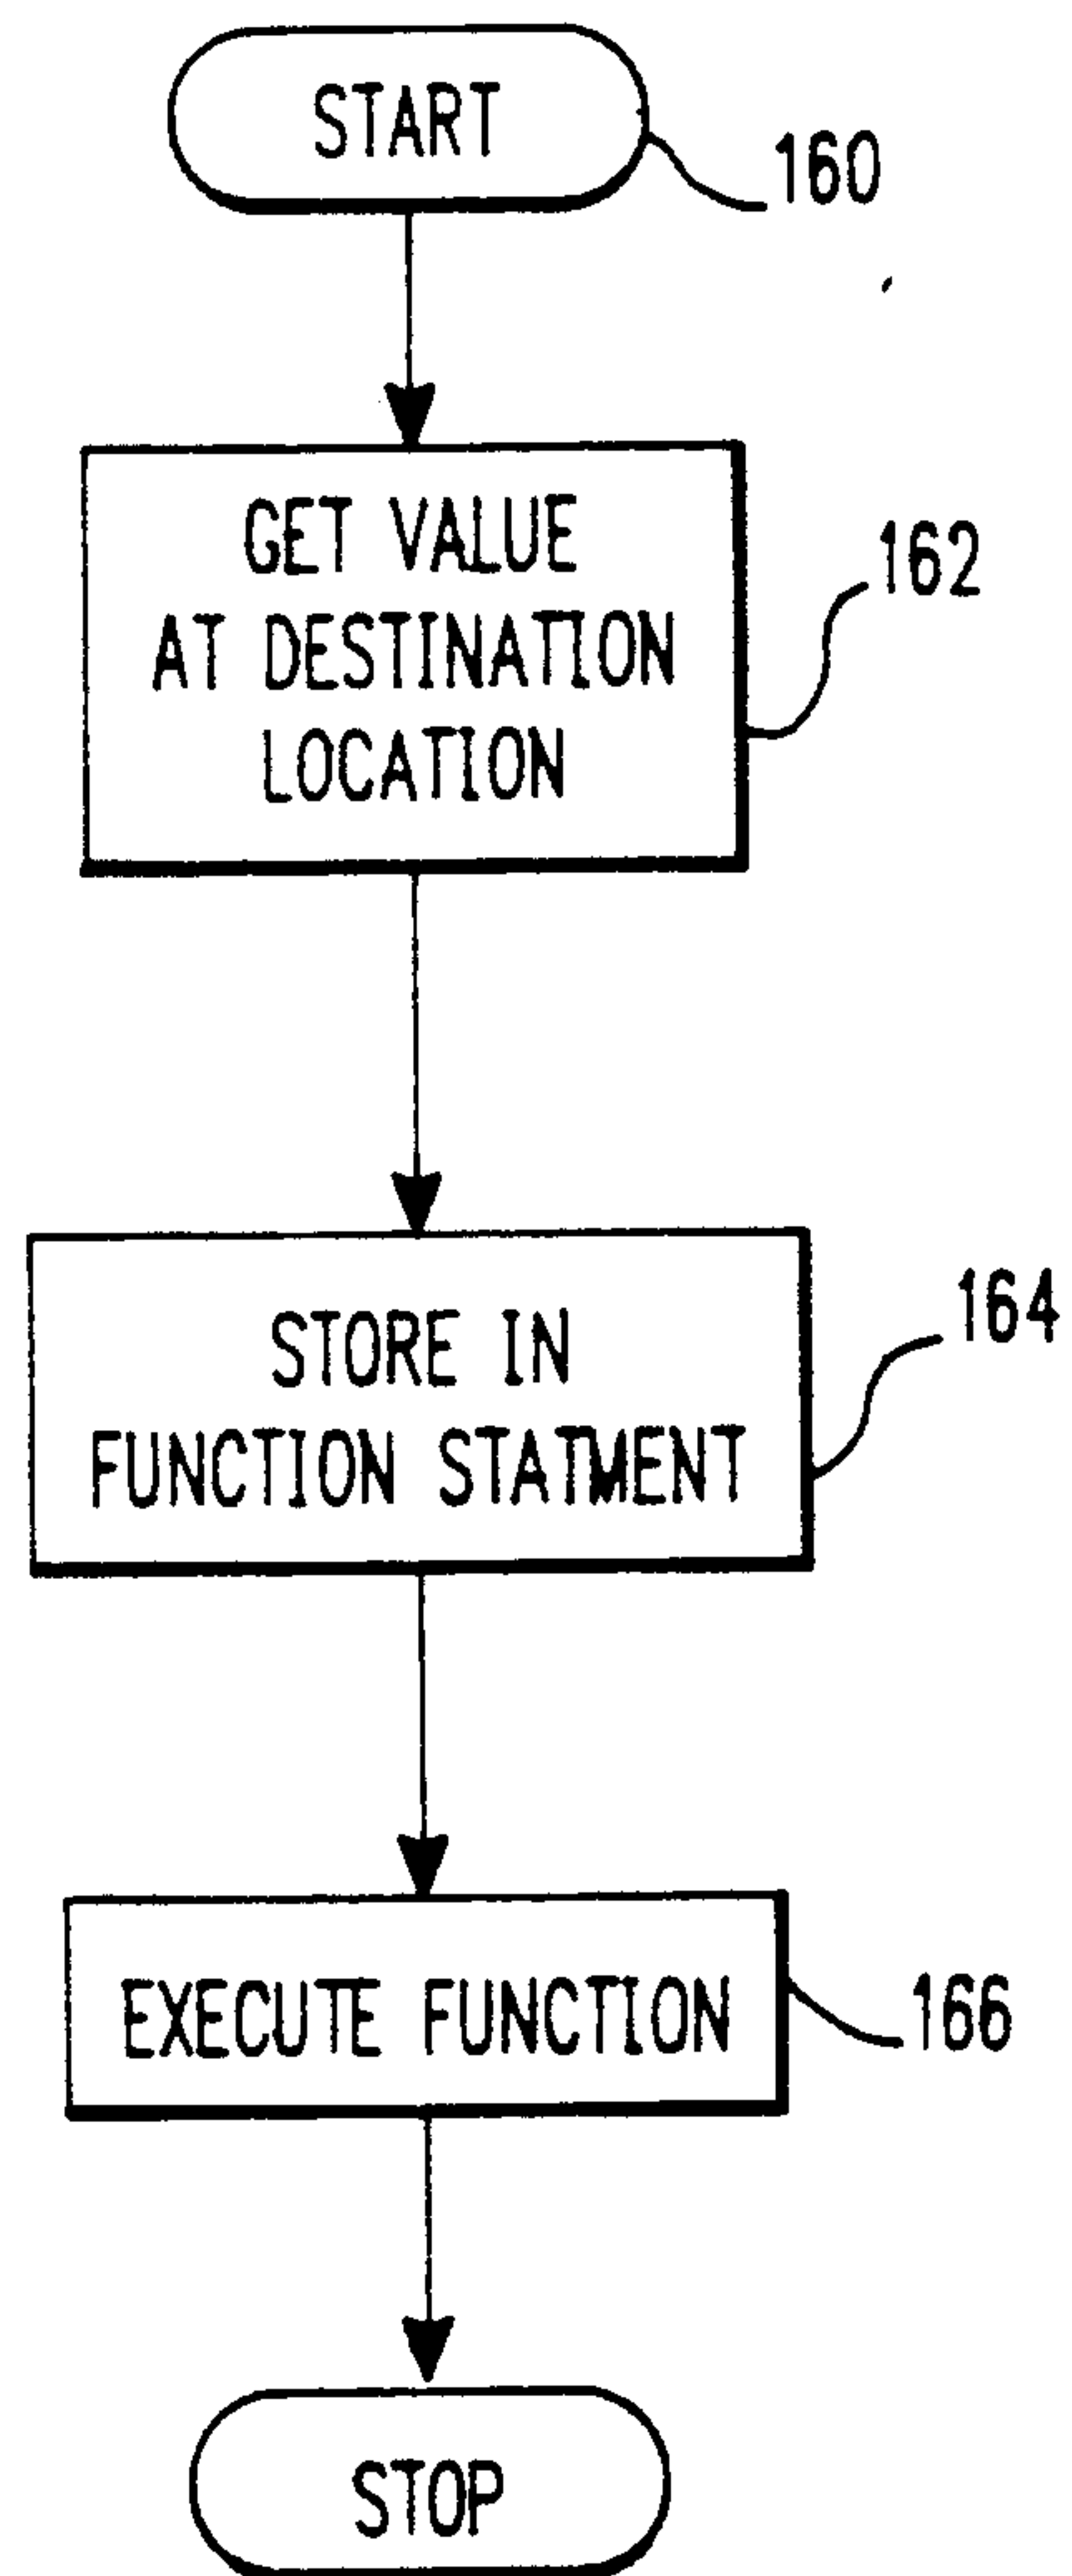 START
160
GET VALUE
AT DESTINATION
LOCATION
162
STORE IN
FUNCTION STATMENT
164
EXECUTE FUNCTION
166
STOP